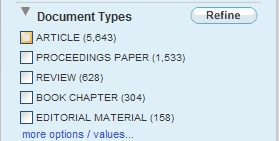 Document Types Refine
ARTICLE (5,643)
PROCEEDINGS PAPER (1,533)
REVIEW (628)
BOOK CHAPTER (304)
EDITORIAL MATERIAL (158)
more options / values...